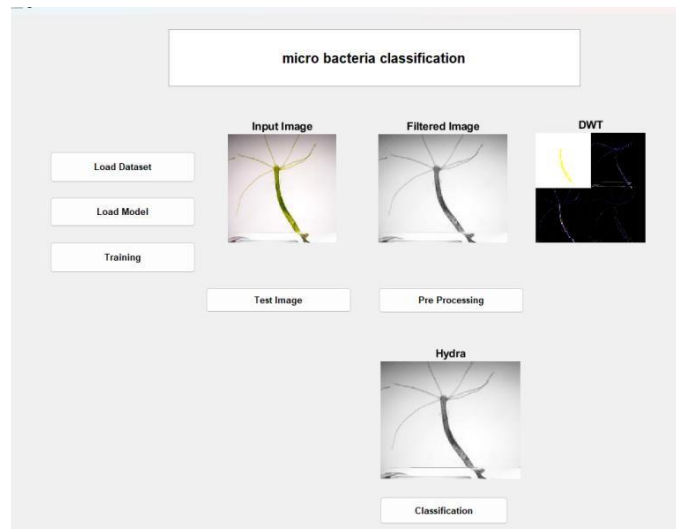 micro bacteria classification
Input Image
Filtered Image
DWT
Load Dataset
Load Model
Training
Test Image
Pre Processing
Hydra
Classification